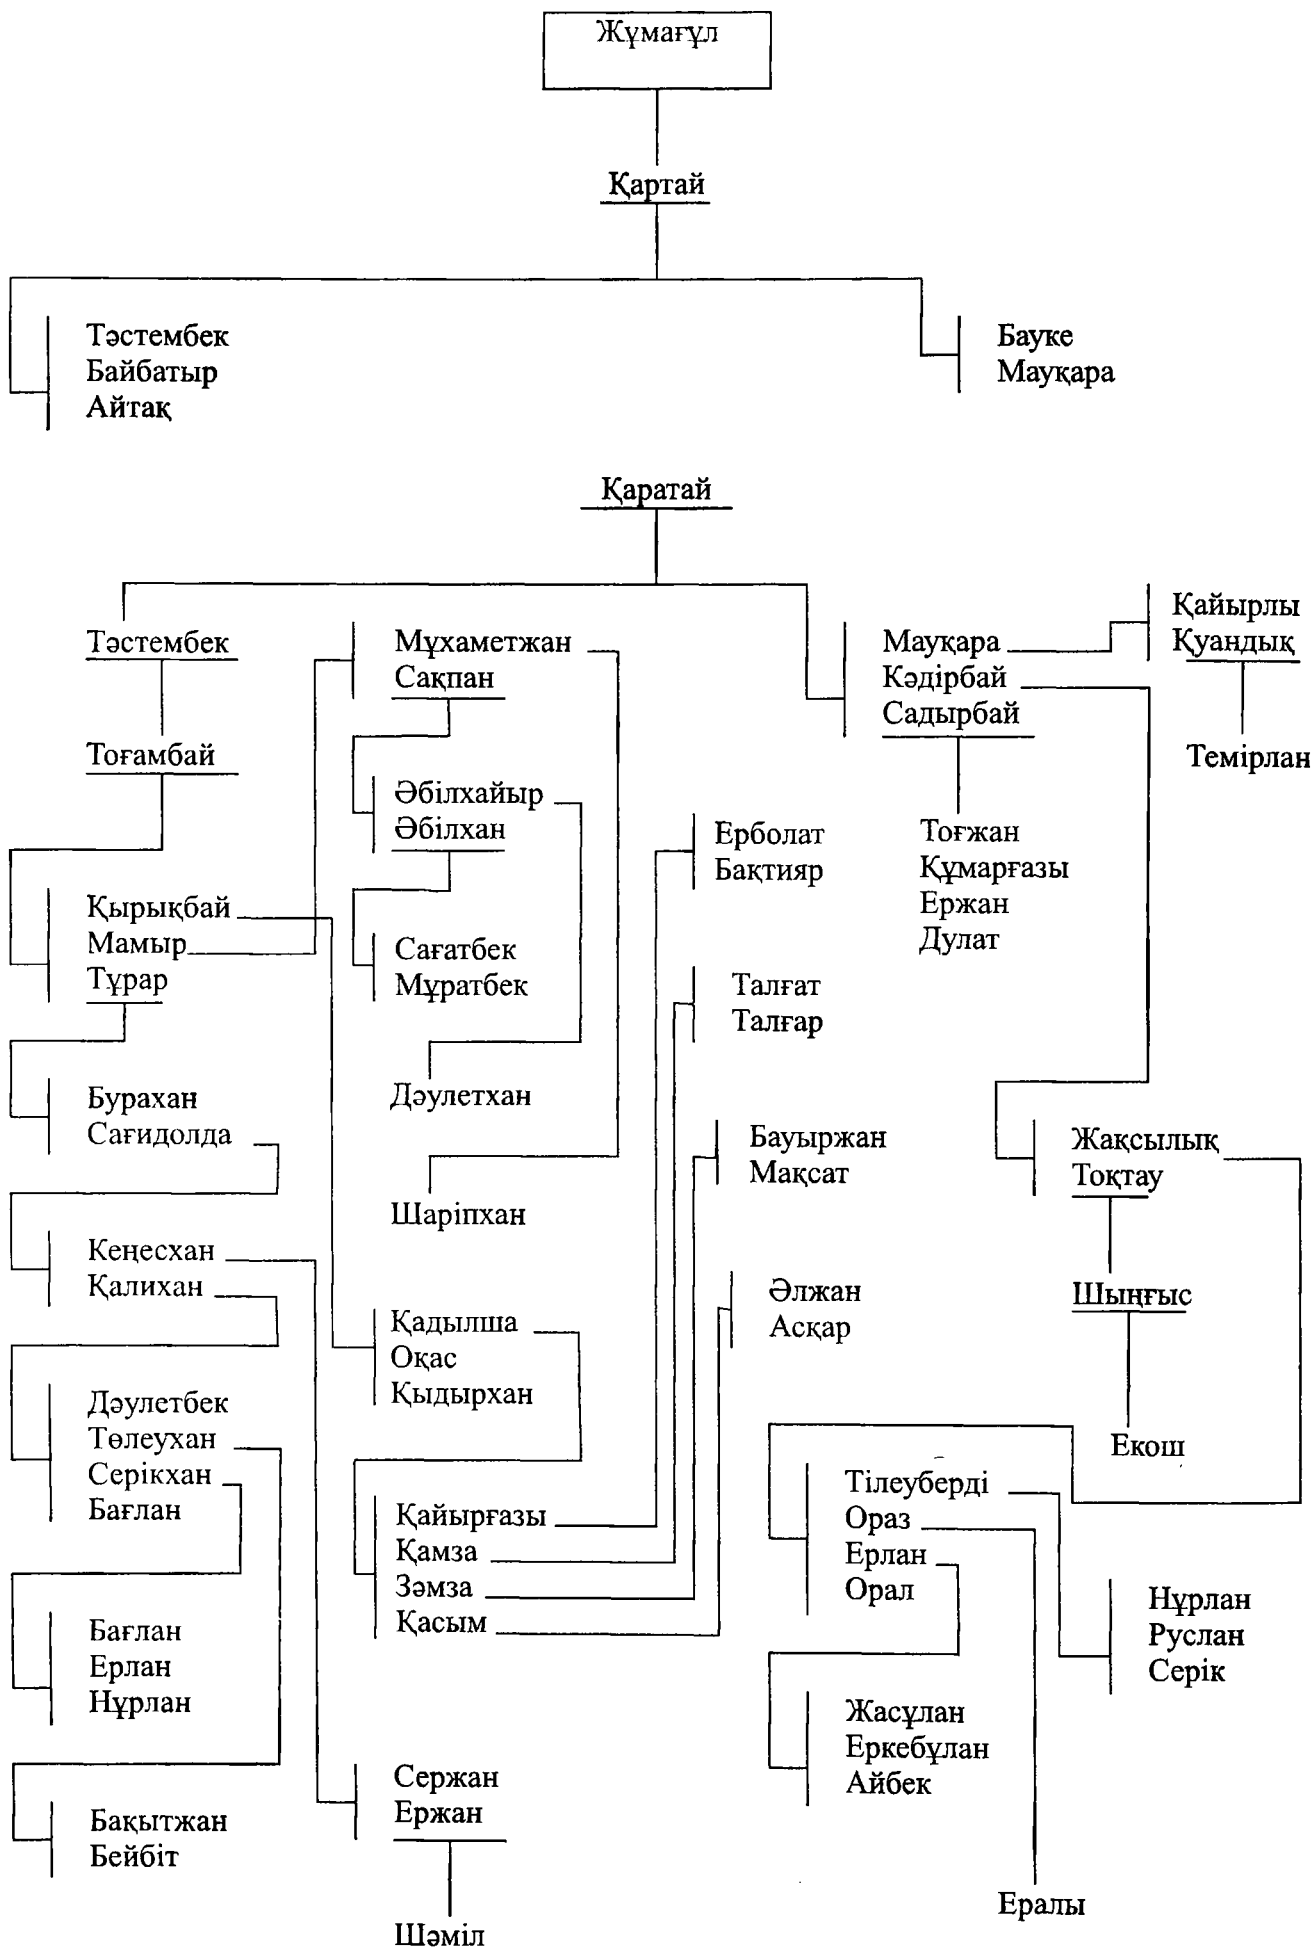 Жұмағұл
Қартай
Тәстембек
Байбатыр
Айтақ
Бауке
Мауқара
Қаратай
Тәстембек
Тоғамбай
Қырықбай
Мамыр
Тұрар
Бурахан
Сағидолда
Кеңесхан
Қалихан
Дәулетбек
Төлеухан
Серікхан
Бағлан
Бағлан
Ерлан
Нұрлан
Бақытжан
Бейбіт
Мұхаметжан
Сақпан
Әбілхайыр
Әбілхан
Сағатбек
Мұратбек
Дәулетхан
Шаріпхан
Қадылша
Оқас
Қыдырхан
Қайырғазы
Қамза
Зәмза
Қасым
Сержан
Ержан
Шәміл
Ерболат
Бақтияр
Талғат
Талғар
Бауыржан
Мақсат
Әлжан
Асқар
Мауқара
Кәдірбай
Садырбай
Қайырлы
Қуандық
Темірлан
Тоғжан
Құмарғазы
Ержан
Дулат
Жақсылық
Тоқтау
Шыңғыс
Екош
Тілеуберді
Ораз
Ерлан
Орал
Нұрлан
Руслан
Серік
Жасұлан
Еркебұлан
Айбек
Ералы